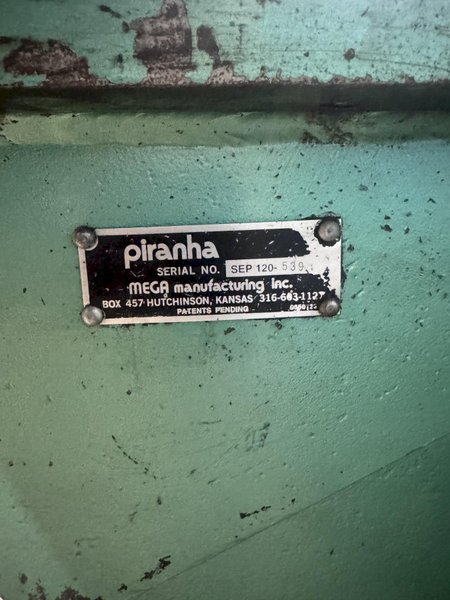 piranha
SERIAL NO. SEP 120-539
MEGA manufacturing Inc.
BOX 457 HUTCHINSON, KANSAS 316-663-1127
PATENTS PENDING